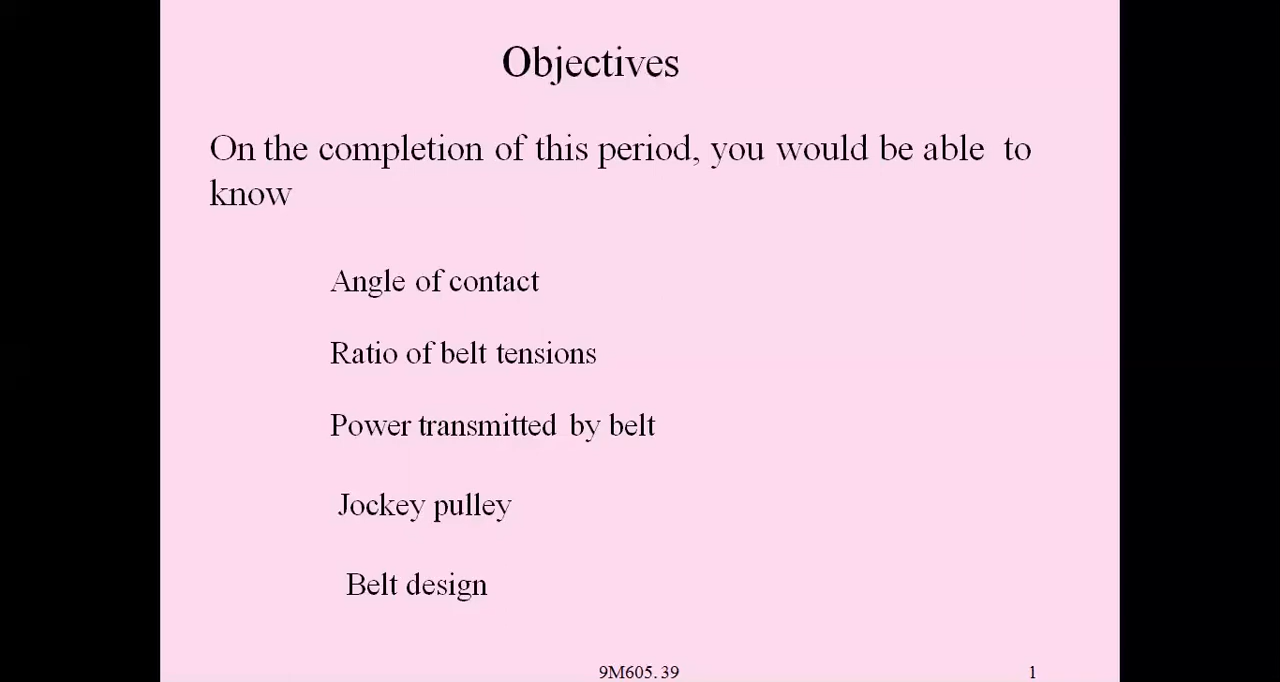 Objectives
On the completion of this period, you would be able to
know
Angle of contact
Ratio of belt tensions
Power transmitted by belt
Jockey pulley
Belt design
9M605.39
1